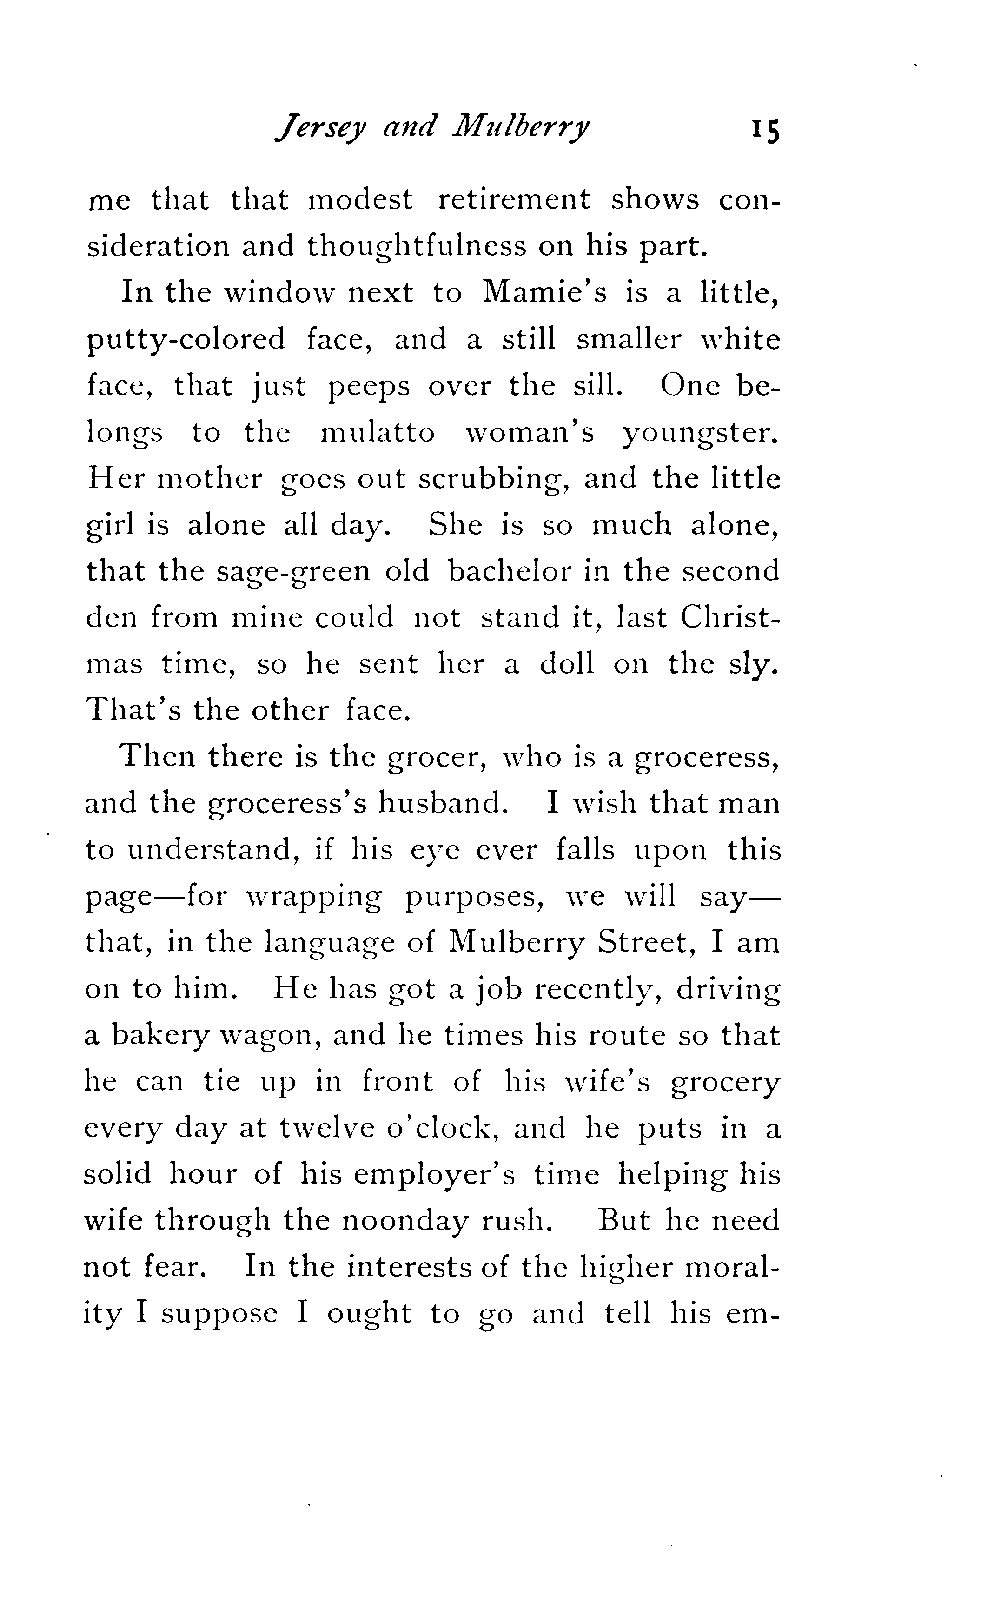 Jersey and Mulberry 15
me that that modest retirement shows con-
sideration and thoughtfulness on his part.
In the window next to Mamie's is a little,
putty-colored face, and a still smaller white
face, that just peeps over the sill. One be-
longs to the mulatto woman's youngster.
Her mother goes out scrubbing, and the little
girl is alone all day. She is so much alone,
that the sage-green old bachelor in the second
den from mine could not stand it, last Christ-
mas time, so he sent her a doll on the sly.
That's the other face.
Then there is the grocer, who is a groceress,
and the groceress's husband. I wish that man
to understand, if his eye ever falls upon this
page—for wrapping purposes, we will say—
that, in the language of Mulberry Street, I am
on to him. He has got a job recently, driving
a bakery wagon, and he times his route so that
he can tie up in front of his wife's grocery
every day at twelve o'clock, and he puts in a
solid hour of his employer's time helping his
wife through the noonday rush. But he need
not fear. In the interests of the higher moral-
ity I suppose I ought to go and tell his em-